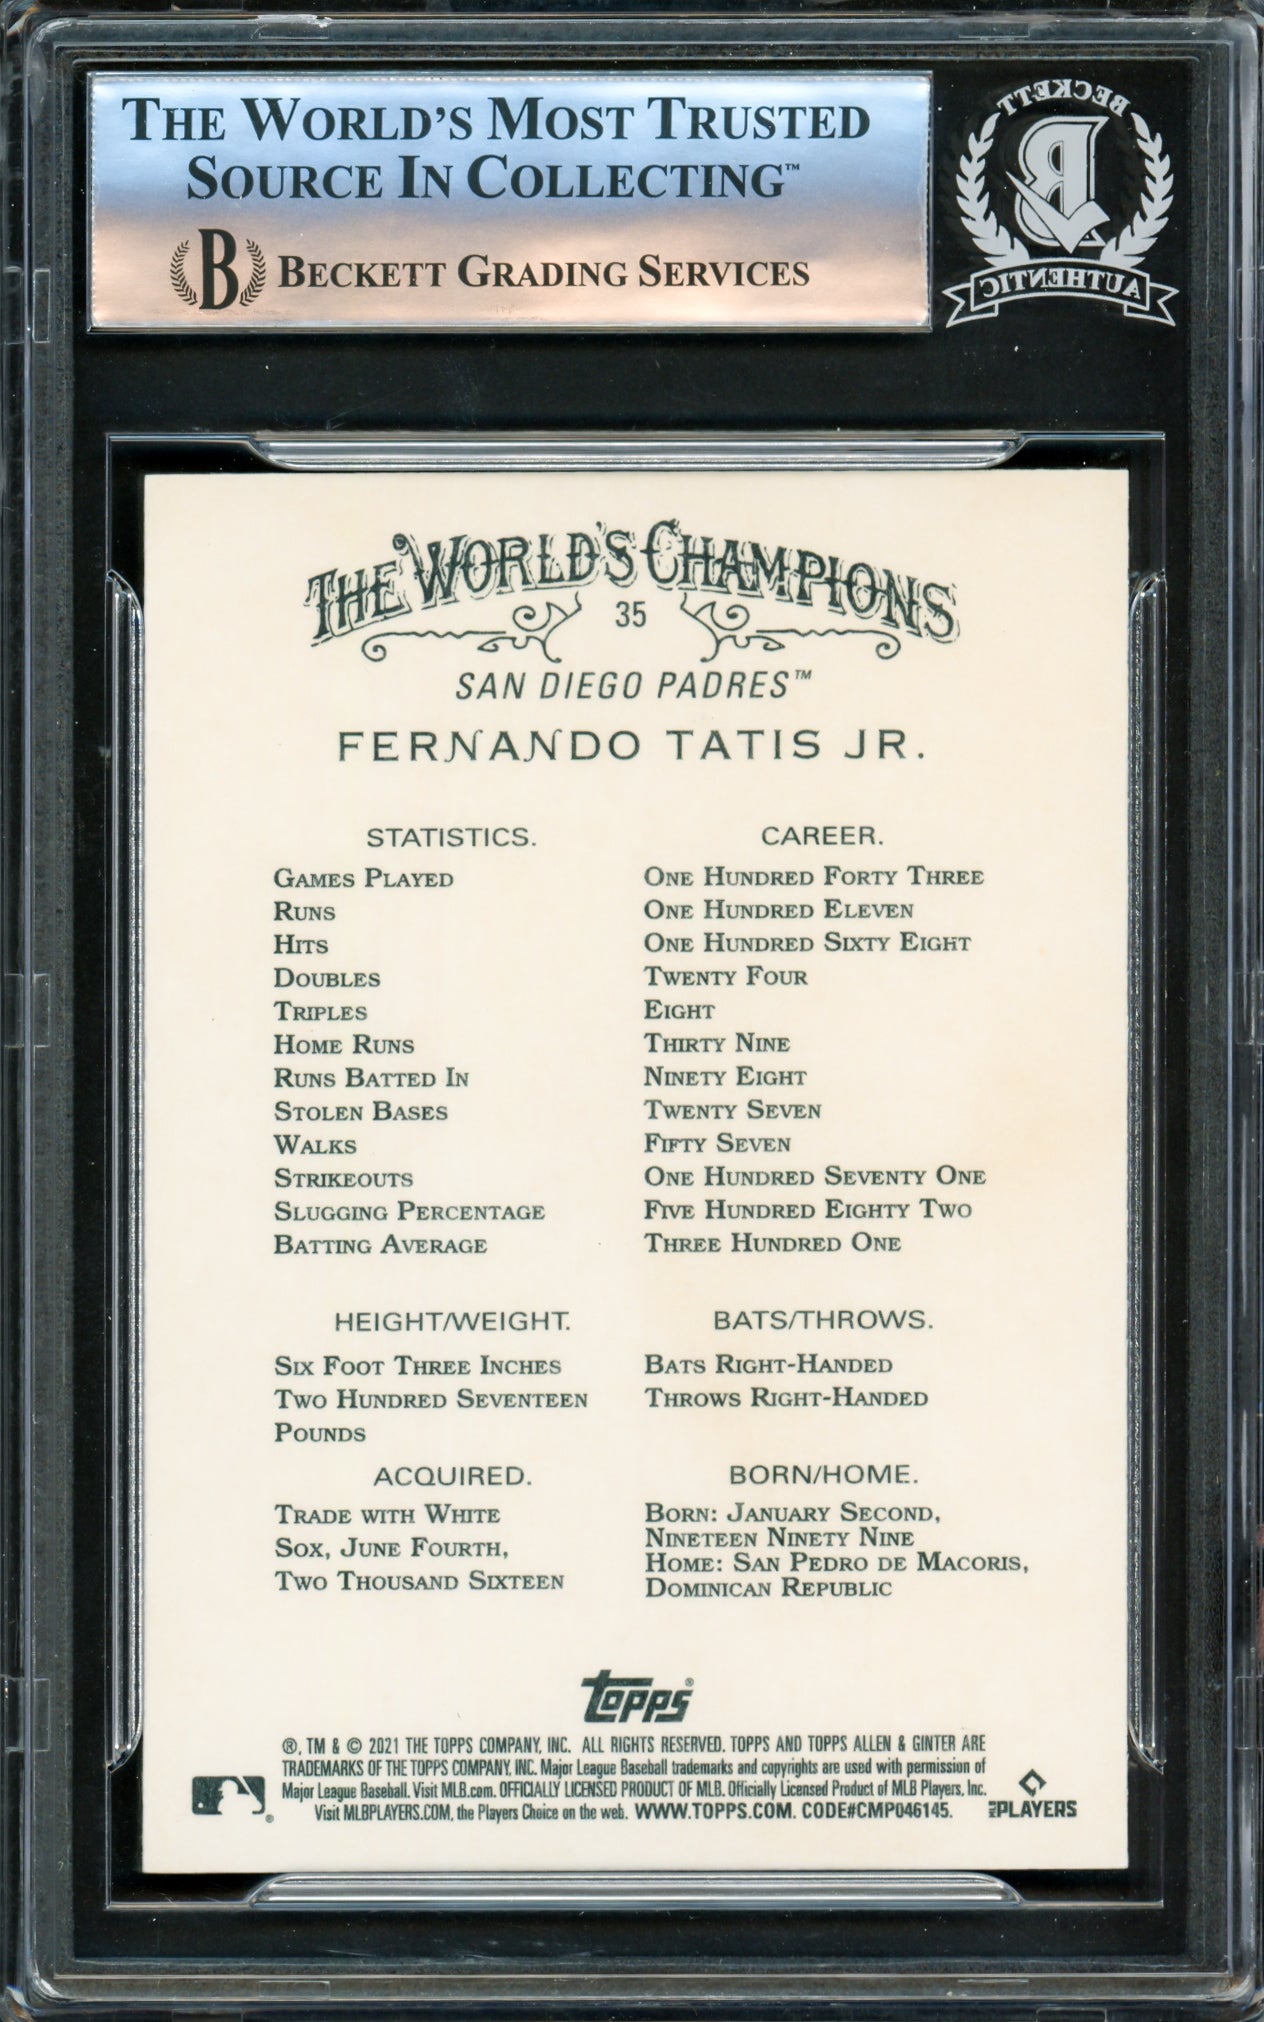 THE WORLD'S MOST TRUSTED
SOURCE IN COLLECTING™
B BECKETT GRADING SERVICES
BECKETT
B
AUTHENTIC
THE WORLD'S CHAMPIONS
35
SAN DIEGO PADRES™
FERNANDO TATIS JR.
STATISTICS. CAREER.
GAMES PLAYED ONE HUNDRED FORTY THREE
RUNS ONE HUNDRED ELEVEN
HITS ONE HUNDRED SIXTY EIGHT
DOUBLES TWENTY FOUR
TRIPLES EIGHT
HOME RUNS THIRTY NINE
RUNS BATTED IN NINETY EIGHT
STOLEN BASES TWENTY SEVEN
WALKS FIFTY SEVEN
STRIKEOUTS ONE HUNDRED SEVENTY ONE
SLUGGING PERCENTAGE FIVE HUNDRED EIGHTY TWO
BATTING AVERAGE THREE HUNDRED ONE
HEIGHT/WEIGHT.
SIX FOOT THREE INCHES
TWO HUNDRED SEVENTEEN
POUNDS
BATS/THROWS.
BATS RIGHT-HANDED
THROWS RIGHT-HANDED
ACQUIRED.
TRADE WITH WHITE
SOX, JUNE FOURTH,
TWO THOUSAND SIXTEEN
BORN/HOME.
BORN: JANUARY SECOND,
NINETEEN NINETY NINE
HOME: SAN PEDRO DE MACORIS,
DOMINICAN REPUBLIC
topps®
®, TM & © 2021 THE TOPPS COMPANY, INC. ALL RIGHTS RESERVED. TOPPS AND TOPPS ALLEN & GINTER ARE
TRADEMARKS OF THE TOPPS COMPANY, INC. Major League Baseball trademarks and copyrights are used with permission of
Major League Baseball. Visit MLB.com. OFFICIALLY LICENSED PRODUCT OF MLB. Officially Licensed Product of MLB Players, Inc.
Visit MLBPLAYERS.COM, the Players Choice on the web. WWW.TOPPS.COM. CODE#CMP046145.
®
MLB PLAYERS